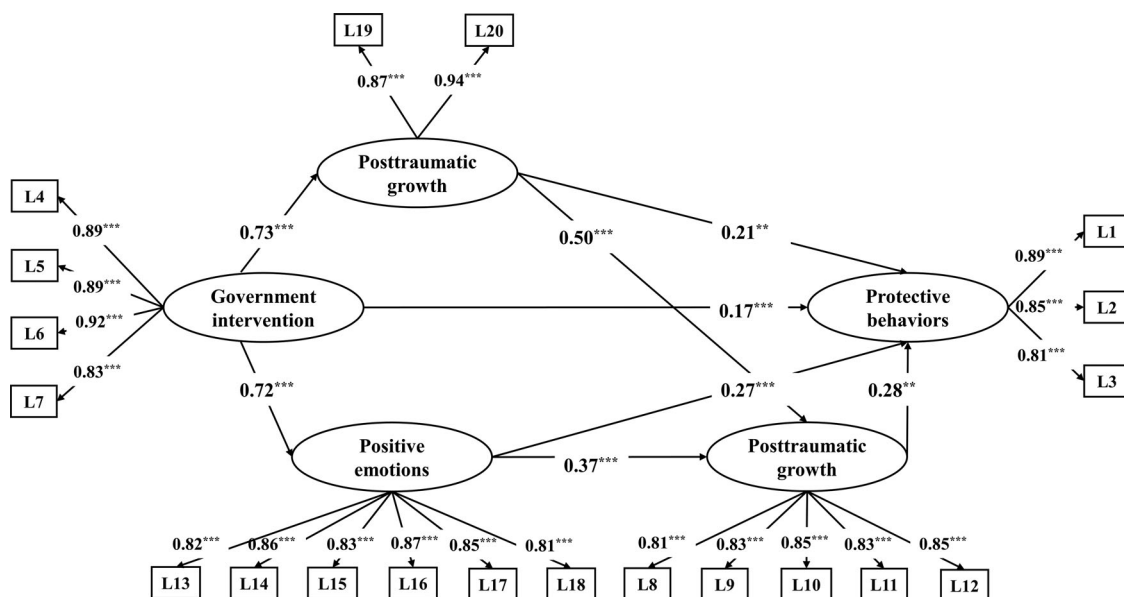 L19 L20
0.87*** 0.94***
Posttraumatic
growth
L4
0.89***
L5
0.89***
L6
0.92***
L7
0.83***
0.73***
0.50***
0.21**
Government
intervention
0.17***
Protective
behaviors
0.89***
L1
0.85***
L2
0.81***
L3
0.72***
0.27***
0.28**
Positive
emotions
0.37***
Posttraumatic
growth
0.82*** 0.86*** 0.83*** 0.87*** 0.85*** 0.81***
L13 L14 L15 L16 L17 L18
0.81*** 0.83*** 0.85*** 0.83*** 0.85***
L8 L9 L10 L11 L12